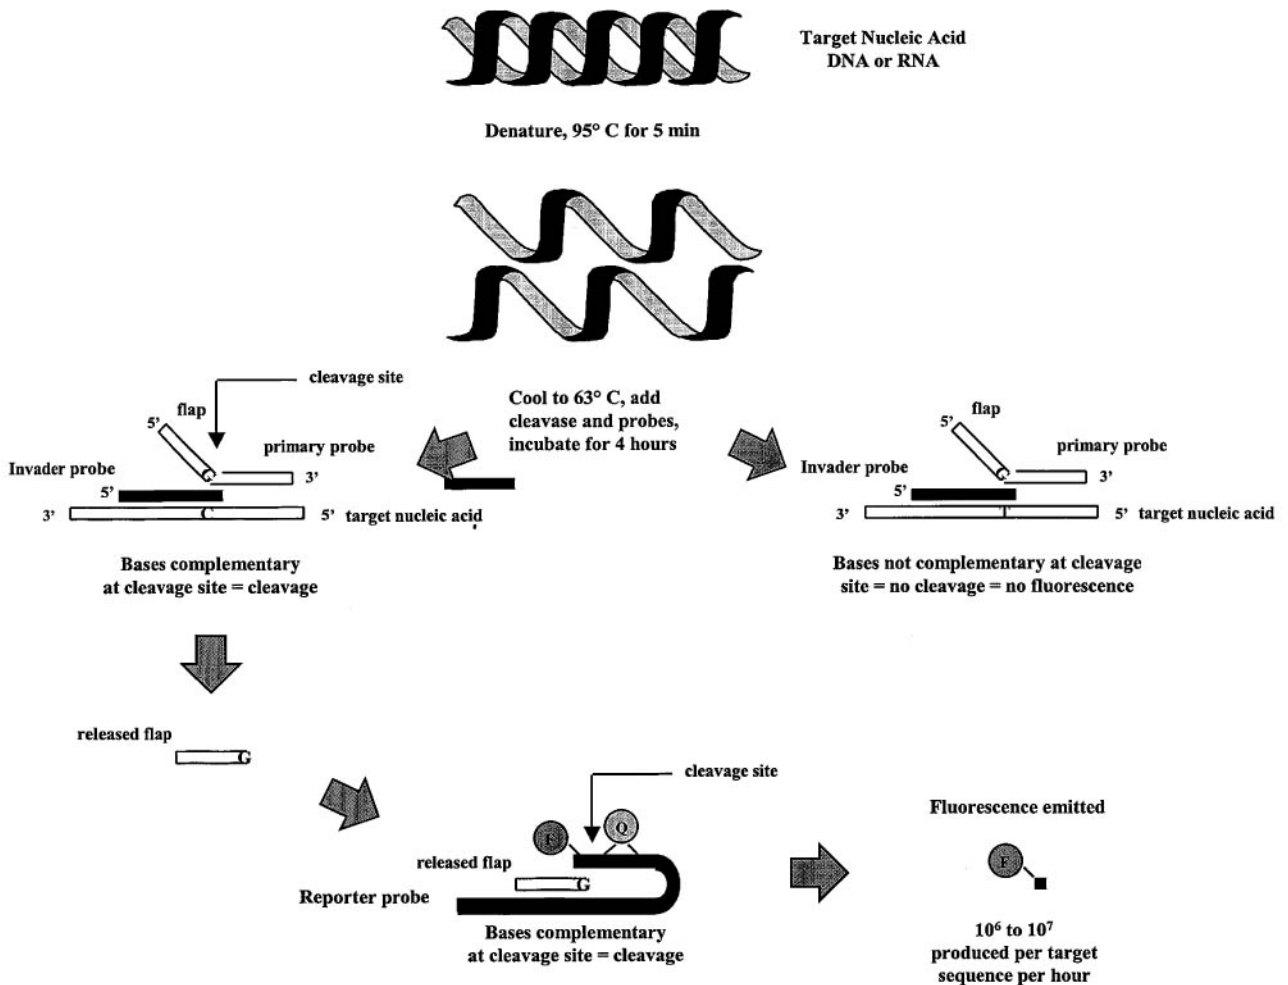 Target Nucleic Acid
DNA or RNA
Denature, 95° C for 5 min
cleavage site
Cool to 63° C, add
cleavase and probes,
incubate for 4 hours
5’
flap
primary probe
Invader probe
G
3’
5’
3’
C
5’
target nucleic acid
Bases complementary
at cleavage site = cleavage
5’
flap
primary probe
Invader probe
G
3’
5’
3’
T
5’
target nucleic acid
Bases not complementary at cleavage
site = no cleavage = no fluorescence
released flap
G
cleavage site
F
Q
released flap
G
Reporter probe
Bases complementary
at cleavage site = cleavage
Fluorescence emitted
F
10⁶ to 10⁷
produced per target
sequence per hour